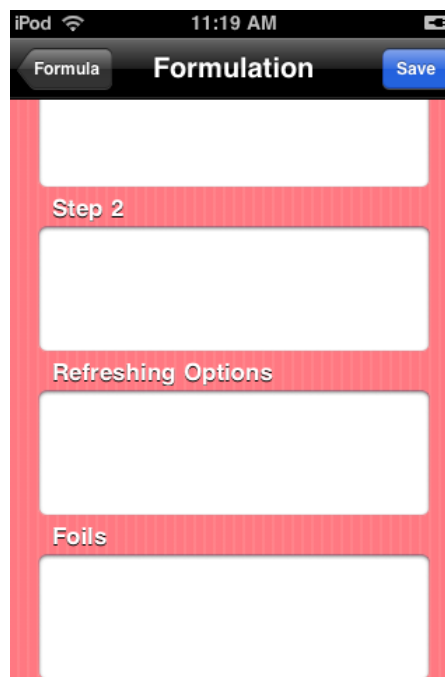 iPod 11:19 AM
Formula Formulation Save
Step 2
Refreshing Options
Foils